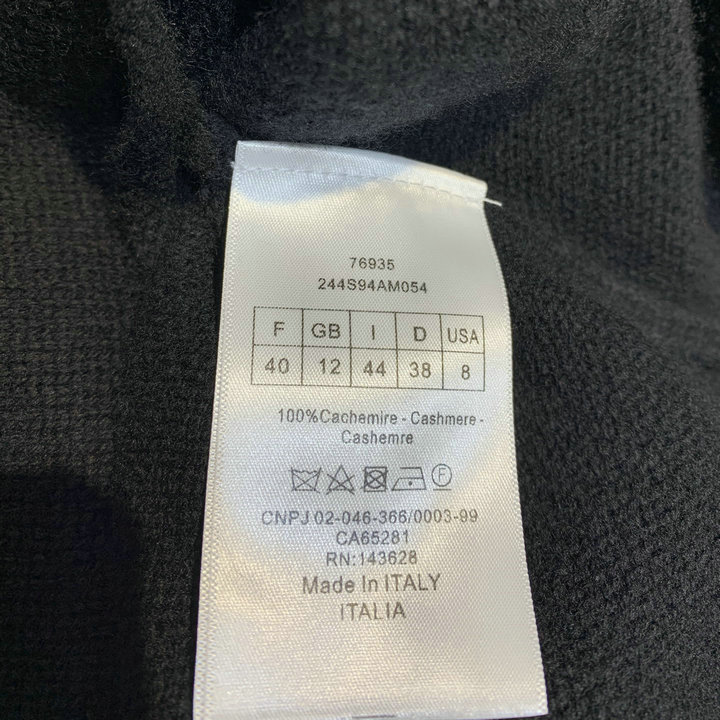 76935
244S94AM054
F GB I D USA
40 12 44 38 8
100%Cachemire - Cashmere -
Cashemre
F
CNPJ 02-046-366/0003-99
CA65281
RN:143628
Made In ITALY
ITALIA